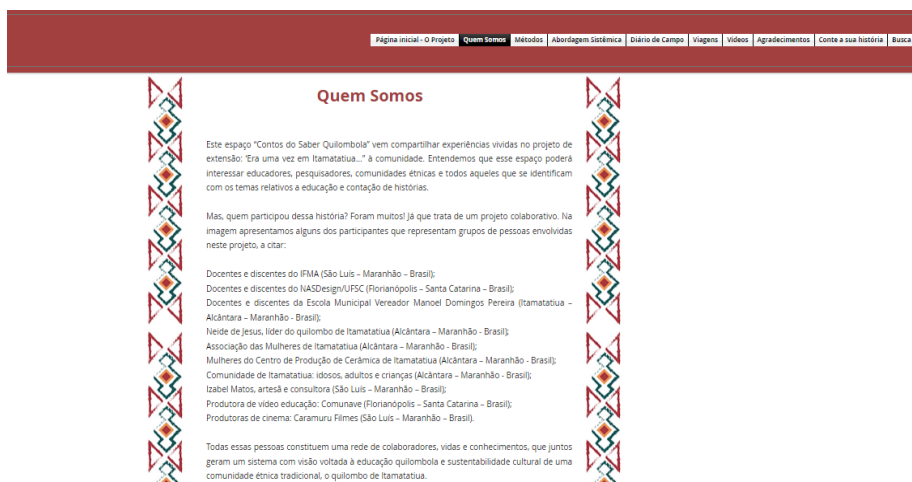 Página inicial - O Projeto Quem Somos Métodos Abordagem Sistêmica Diário de Campo Viagens Vídeos Agradecimentos Conte a sua história Busca
Quem Somos
Este espaço “Contos do Saber Quilombola” vem compartilhar experiências vividas no projeto de
extensão: ‘Era uma vez em Itamatatiua...” à comunidade. Entendemos que esse espaço poderá
interessar educadores, pesquisadores, comunidades étnicas e todos aqueles que se identificam
com os temas relativos a educação e contação de histórias.
Mas, quem participou dessa história? Foram muitos! Já que trata de um projeto colaborativo. Na
imagem apresentamos alguns dos participantes que representam grupos de pessoas envolvidas
neste projeto, a citar:
Docentes e discentes do IFMA (São Luís – Maranhão – Brasil);
Docentes e discentes do NASDesign/UFSC (Florianópolis – Santa Catarina – Brasil);
Docentes e discentes da Escola Municipal Vereador Manoel Domingos Pereira (Itamatatiua –
Alcântara – Maranhão - Brasil);
Neide de Jesus, líder do quilombo de Itamatatiua (Alcântara – Maranhão - Brasil);
Associação das Mulheres de Itamatatiua (Alcântara – Maranhão - Brasil);
Mulheres do Centro de Produção de Cerâmica de Itamatatiua (Alcântara – Maranhão - Brasil);
Comunidade de Itamatatiua: idosos, adultos e crianças (Alcântara – Maranhão - Brasil);
Izabel Matos, artesã e consultora (São Luís – Maranhão – Brasil);
Produtora de vídeo educação: Comunave (Florianópolis – Santa Catarina – Brasil);
Produtoras de cinema: Caramuru Filmes (São Luís – Maranhão – Brasil).
Todas essas pessoas constituem uma rede de colaboradores, vidas e conhecimentos, que juntos
geram um sistema com visão voltada à educação quilombola e sustentabilidade cultural de uma
comunidade étnica tradicional, o quilombo de Itamatatiua.